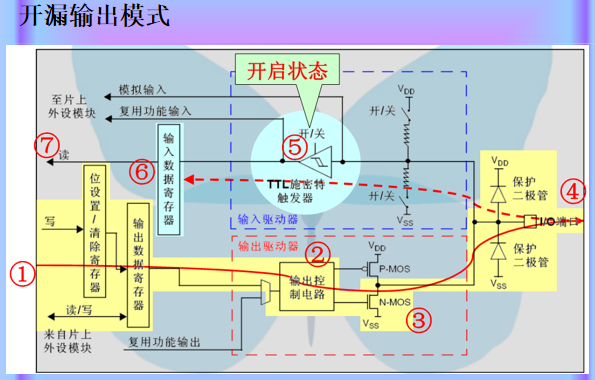 开漏输出模式
开启状态
模拟输入
至片上
外设模块
复用功能输入
开/关
VDD
开/关
⑦
读
⑥
输入数据寄存器
⑤
TTL施密特
触发器
开/关
VSS
输入驱动器
VDD
保护
二极管
④
I/O端口
保护
二极管
VSS
位设置/清除寄存器
输出数据寄存器
写
①
读/写
来自片上
外设模块
复用功能输出
输出驱动器
②
输出控
制电路
VDD
P-MOS
N-MOS
VSS
③